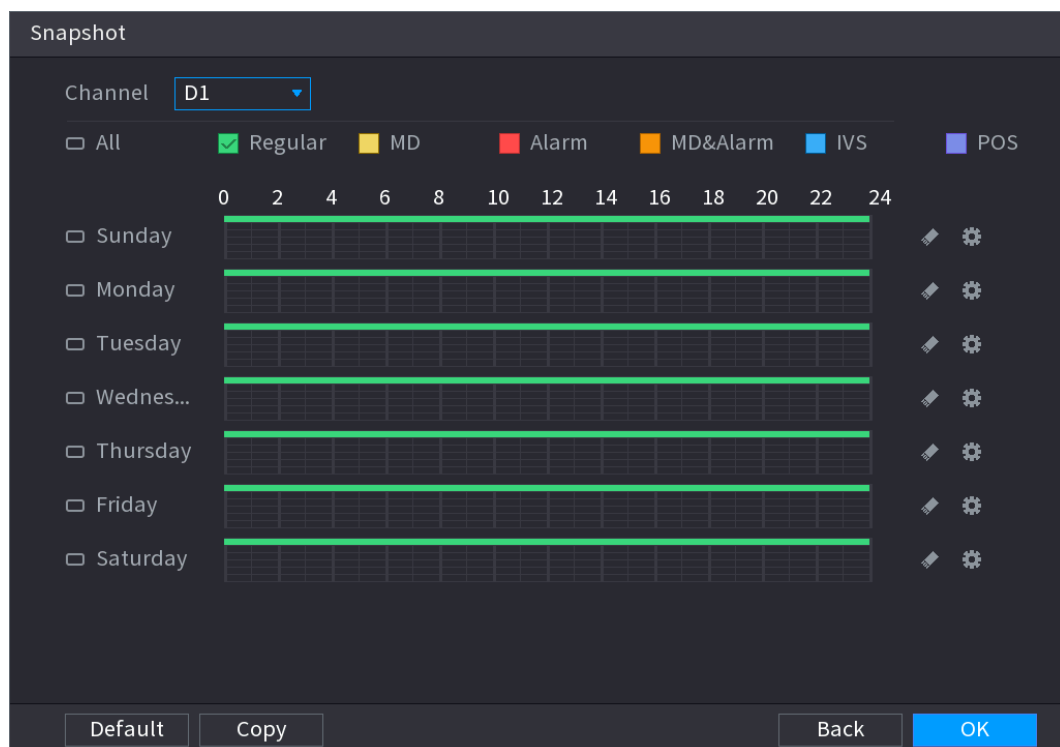 Snapshot
Channel D1
All Regular MD Alarm MD&Alarm IVS POS
0 2 4 6 8 10 12 14 16 18 20 22 24
Sunday
Monday
Tuesday
Wednes...
Thursday
Friday
Saturday
Default Copy Back OK